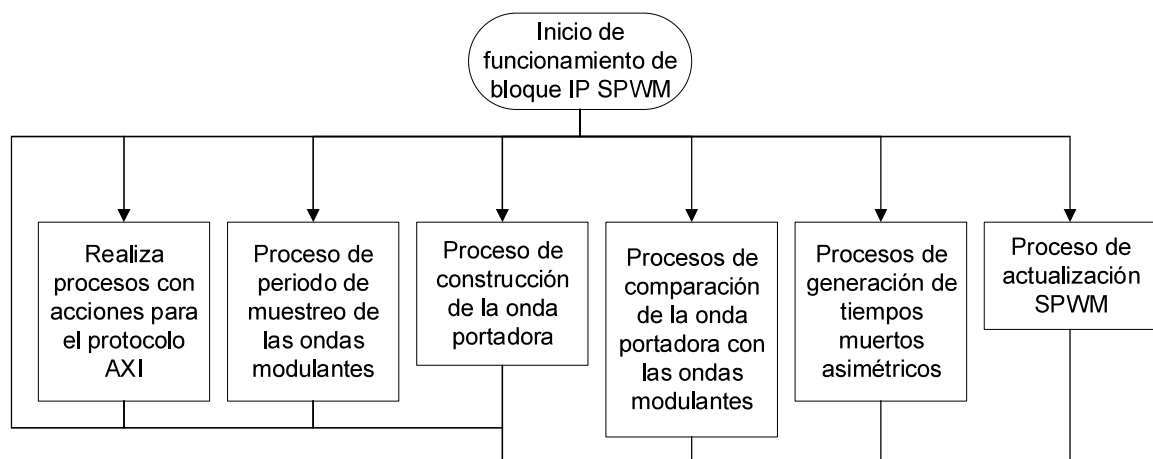 Inicio de
funcionamiento de
bloque IP SPWM
Realiza
procesos con
acciones para
el protocolo
AXI
Proceso de
periodo de
muestreo de
las ondas
modulantes
Proceso de
construcción
de la onda
portadora
Procesos de
comparación
de la onda
portadora con
las ondas
modulantes
Procesos de
generación de
tiempos
muertos
asimétricos
Proceso de
actualización
SPWM